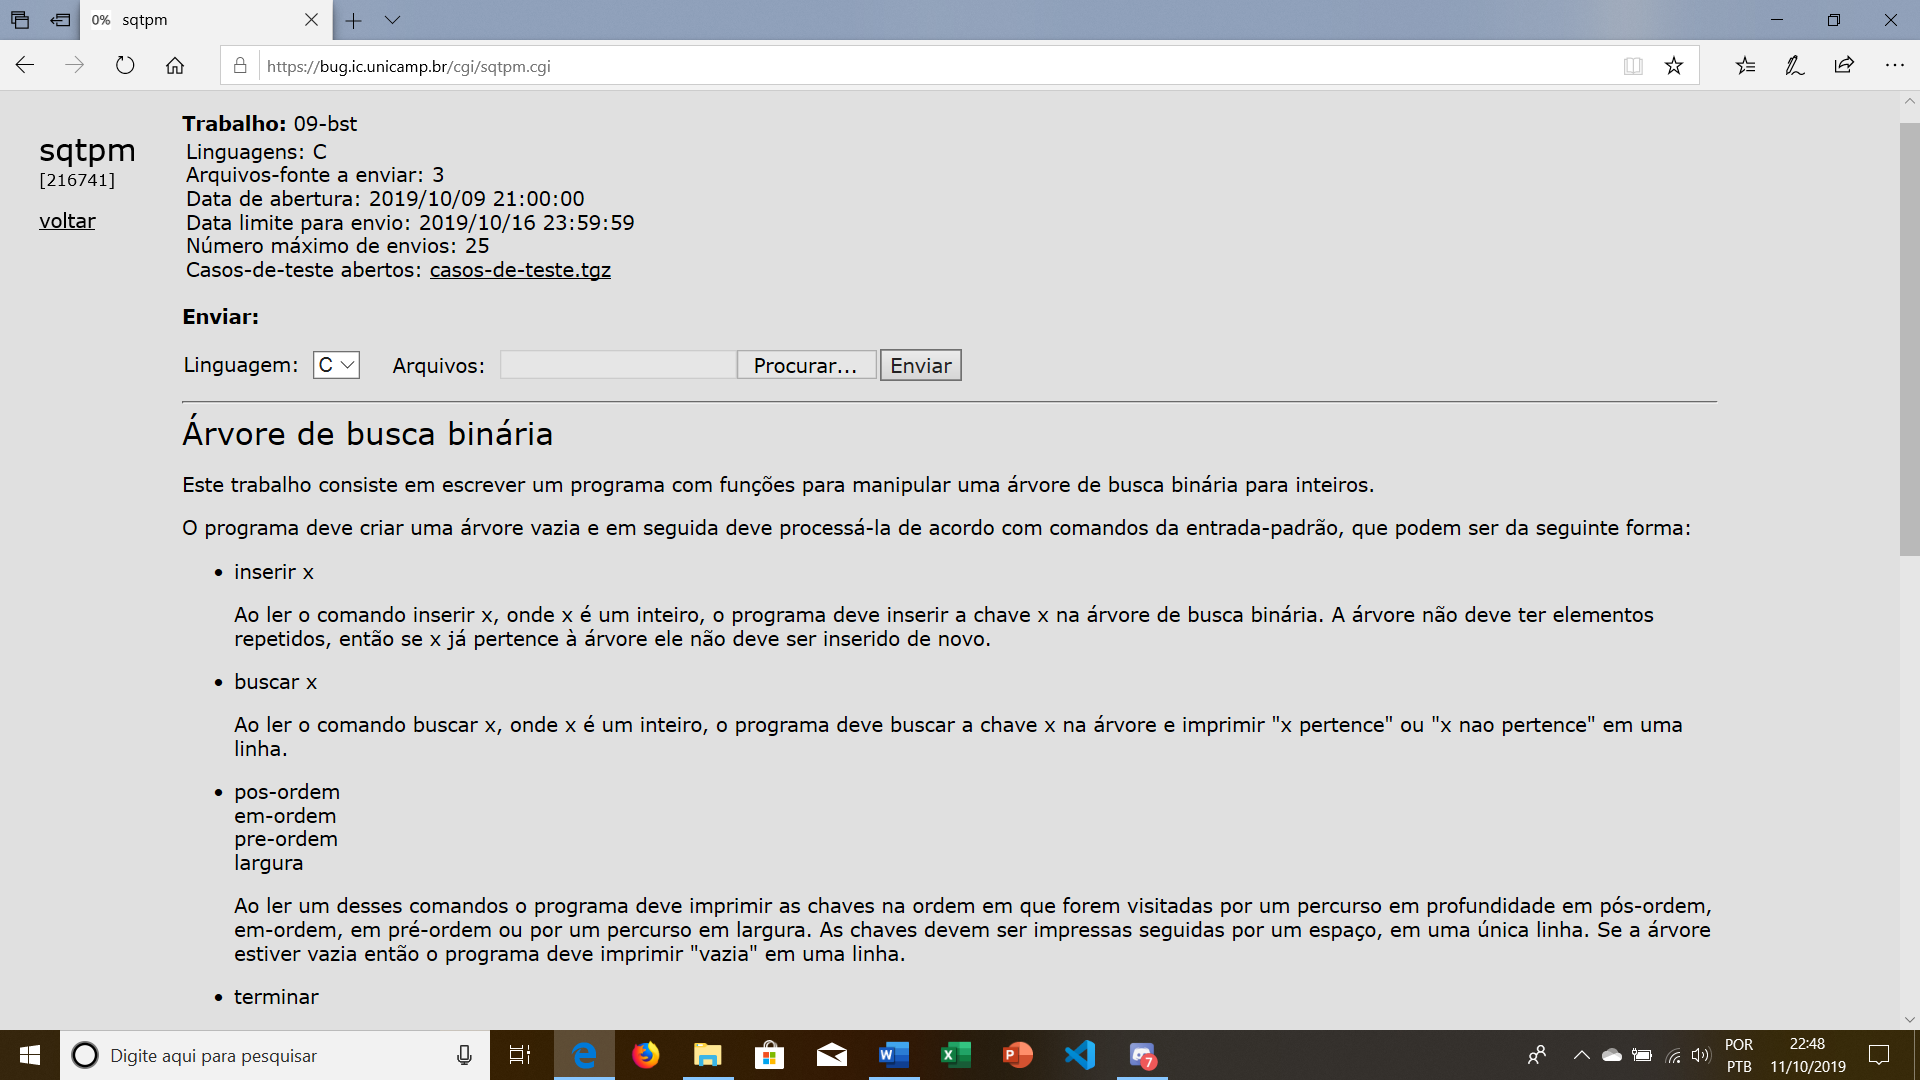 0% sqtpm
https://bug.ic.unicamp.br/cgi/sqtpm.cgi
sqtpm
[216741]
voltar
Trabalho: 09-bst
Linguagens: C
Arquivos-fonte a enviar: 3
Data de abertura: 2019/10/09 21:00:00
Data limite para envio: 2019/10/16 23:59:59
Número máximo de envios: 25
Casos-de-teste abertos: casos-de-teste.tgz
Enviar:
Linguagem: C Arquivos: Procurar... Enviar
Árvore de busca binária
Este trabalho consiste em escrever um programa com funções para manipular uma árvore de busca binária para inteiros.
O programa deve criar uma árvore vazia e em seguida deve processá-la de acordo com comandos da entrada-padrão, que podem ser da seguinte forma:
• inserir x
Ao ler o comando inserir x, onde x é um inteiro, o programa deve inserir a chave x na árvore de busca binária. A árvore não deve ter elementos
repetidos, então se x já pertence à árvore ele não deve ser inserido de novo.
• buscar x
Ao ler o comando buscar x, onde x é um inteiro, o programa deve buscar a chave x na árvore e imprimir "x pertence" ou "x nao pertence" em uma
linha.
• pos-ordem
em-ordem
pre-ordem
largura
Ao ler um desses comandos o programa deve imprimir as chaves na ordem em que forem visitadas por um percurso em profundidade em pós-ordem,
em-ordem, em pré-ordem ou por um percurso em largura. As chaves devem ser impressas seguidas por um espaço, em uma única linha. Se a árvore
estiver vazia então o programa deve imprimir "vazia" em uma linha.
• terminar
Digite aqui para pesquisar
W
X
P
7
POR
PTB
22:48
11/10/2019